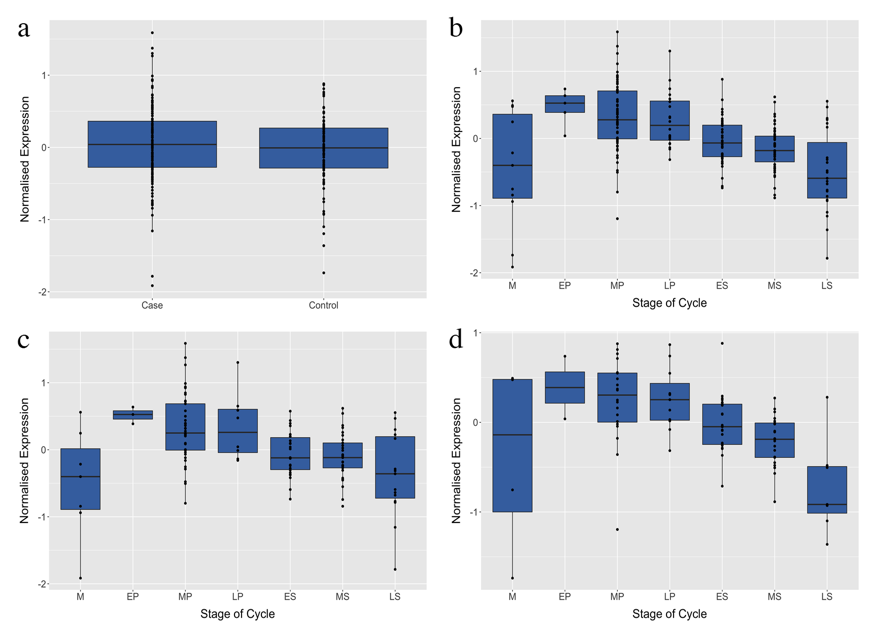 a
Normalised Expression
1
0
-1
-2
Case Control
b
Normalised Expression
1
0
-1
-2
M EP MP LP ES MS LS
Stage of Cycle
c
Normalised Expression
1
0
-1
-2
M EP MP LP ES MS LS
Stage of Cycle
d
Normalised Expression
1
0
-1
M EP MP LP ES MS LS
Stage of Cycle